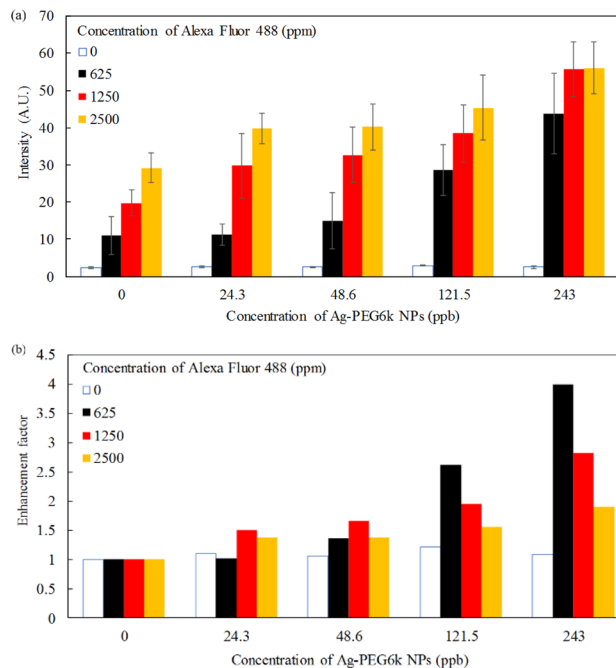 (a)
Concentration of Alexa Fluor 488 (ppm)
0
625
1250
2500
Intensity (A.U.)
70
60
50
40
30
20
10
0
0 24.3 48.6 121.5 243
Concentration of Ag-PEG6k NPs (ppb)
(b)
Concentration of Alexa Fluor 488 (ppm)
0
625
1250
2500
Enhancement factor
4.5
4
3.5
3
2.5
2
1.5
1
0.5
0
0 24.3 48.6 121.5 243
Concentration of Ag-PEG6k NPs (ppb)